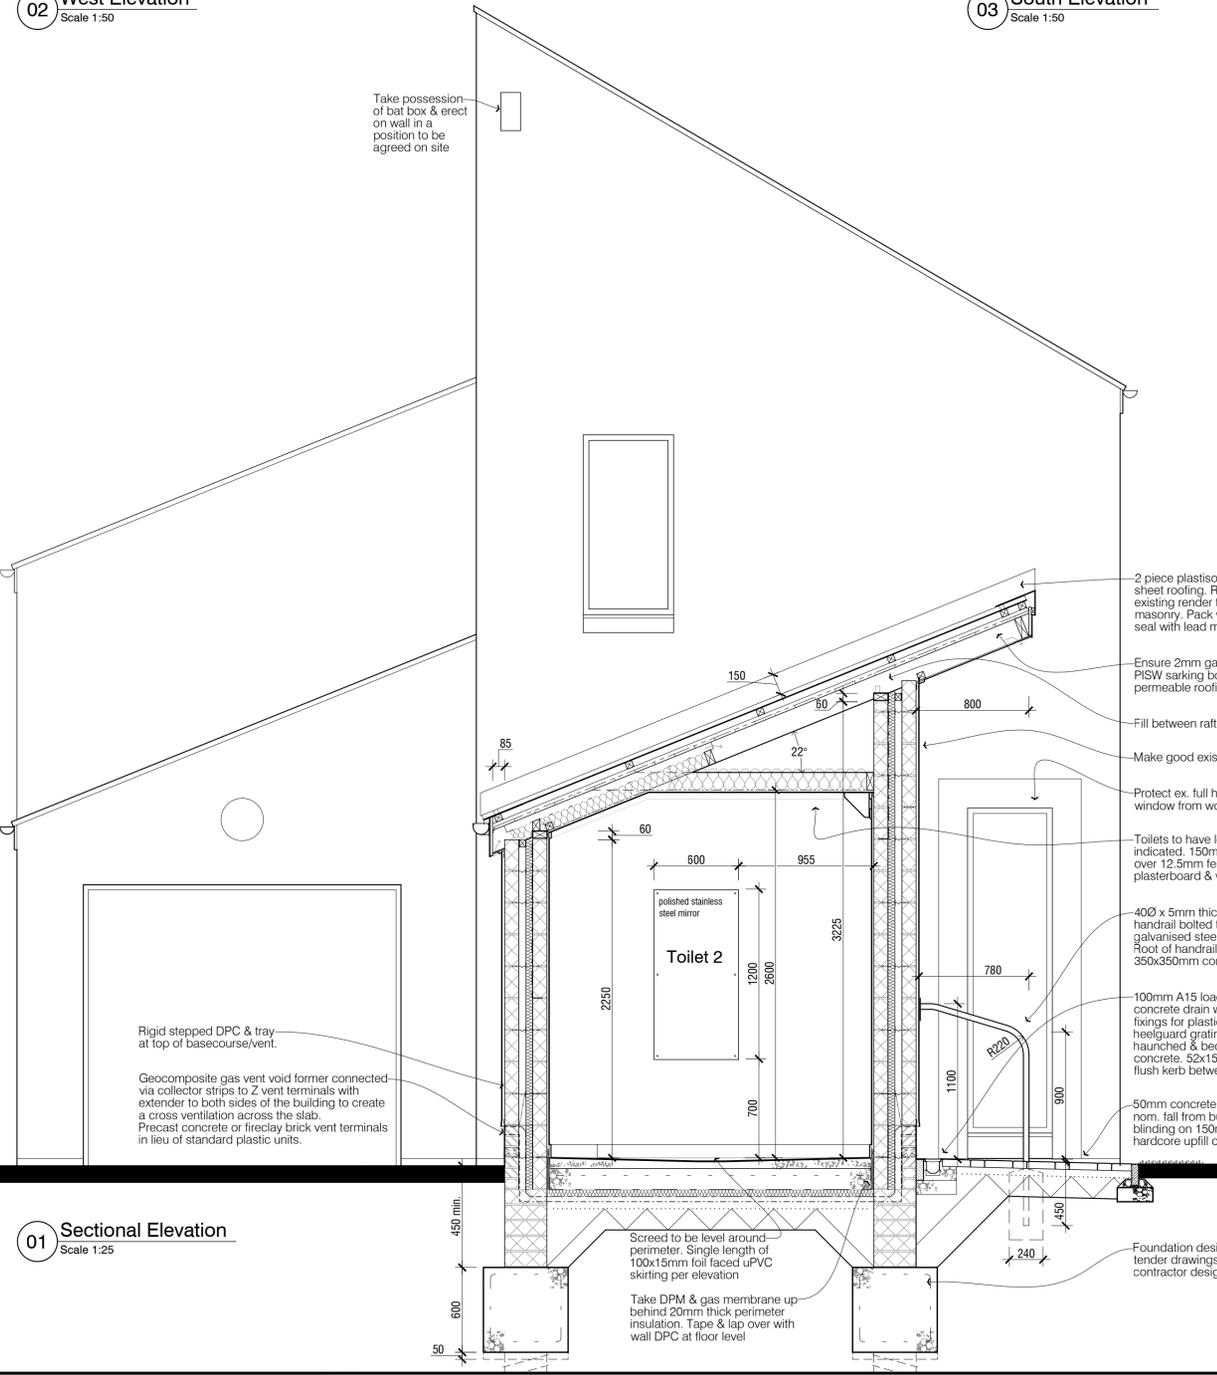 02
West Elevation
Scale 1:50
03
South Elevation
Scale 1:50
Take possession
of bat box & erect
on wall in a
position to be
agreed on site
2 piece plastiso
sheet roofing. R
existing render
masonry. Pack
seal with lead m
Ensure 2mm ga
PISW sarking bo
permeable roofi
Fill between raft
Make good exis
Protect ex. full h
window from wo
Toilets to have l
indicated. 150m
over 12.5mm fe
plasterboard &
40Ø x 5mm thic
handrail bolted
galvanised stee
Root of handrail
350x350mm con
100mm A15 loa
concrete drain w
fixings for plastic
heelguard gratin
haunched & bed
concrete. 52x15
flush kerb betwe
50mm concrete
nom. fall from bu
blinding on 150m
hardcore upfill o
Foundation desi
tender drawings
contractor desig
150
60
800
85
22°
60
600
955
polished stainless
steel mirror
Toilet 2
3225
1200
2600
2250
700
780
R220
1100
900
450
240
Rigid stepped DPC & tray
at top of basecourse/vent.
Geocomposite gas vent void former connected
via collector strips to Z vent terminals with
extender to both sides of the building to create
a cross ventilation across the slab.
Precast concrete or fireclay brick vent terminals
in lieu of standard plastic units.
01
Sectional Elevation
Scale 1:25
450 min.
600
50
Screed to be level around
perimeter. Single length of
100x15mm foil faced uPVC
skirting per elevation
Take DPM & gas membrane up
behind 20mm thick perimeter
insulation. Tape & lap over with
wall DPC at floor level